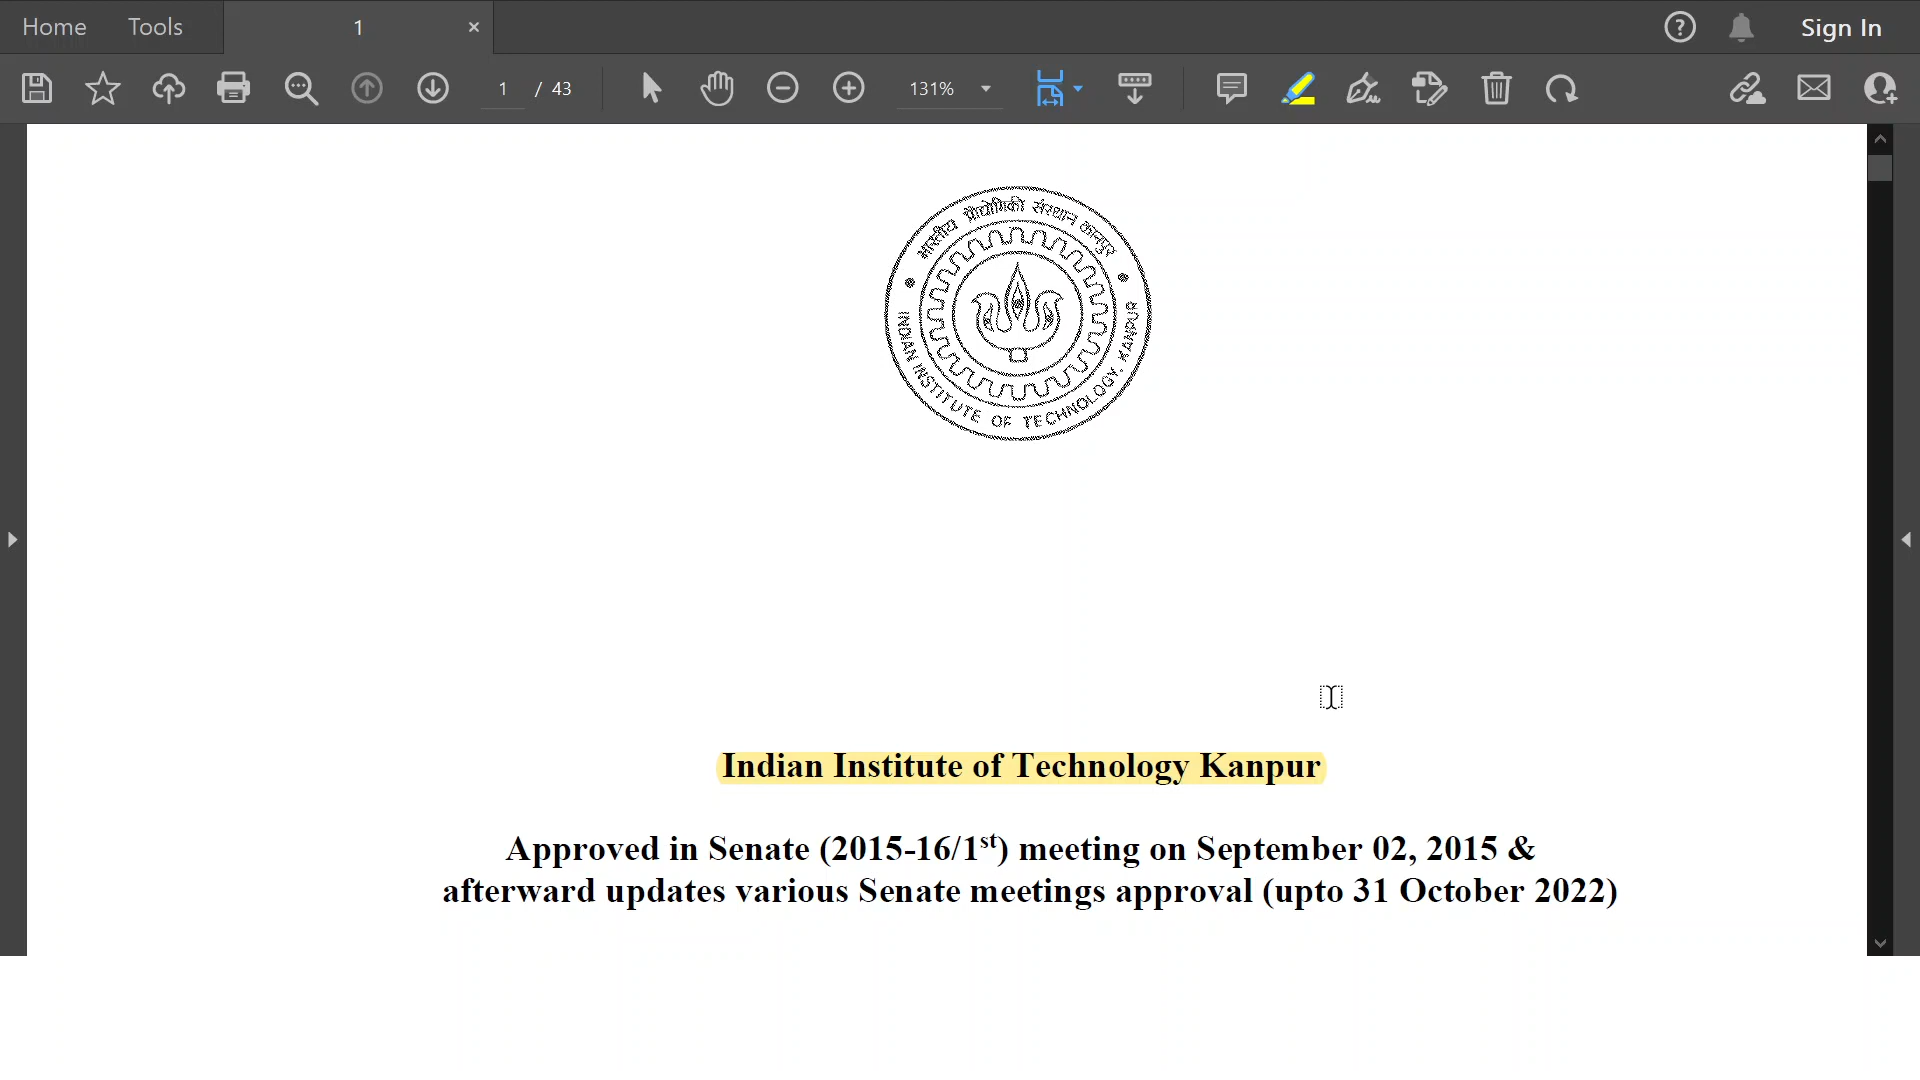 Home Tools 1 × ? Sign In
1 / 43 131%
भारतीय प्रौद्योगिकी संस्थान कानपुर
INDIAN INSTITUTE OF TECHNOLOGY, KANPUR
Indian Institute of Technology Kanpur
Approved in Senate (2015-16/1st) meeting on September 02, 2015 &
afterward updates various Senate meetings approval (upto 31 October 2022)